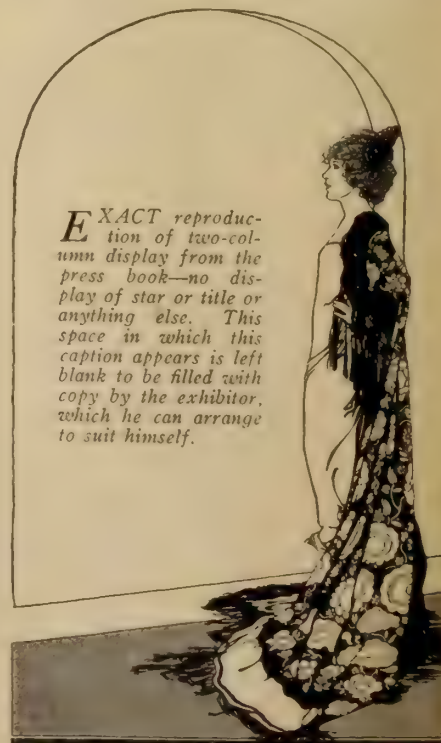 EXACT reproduc-
tion of two-col-
umn display from the
press book—no dis-
play of star or title or
anything else. This
space in which this
caption appears is left
blank to be filled with
copy by the exhibitor,
which he can arrange
to suit himself.